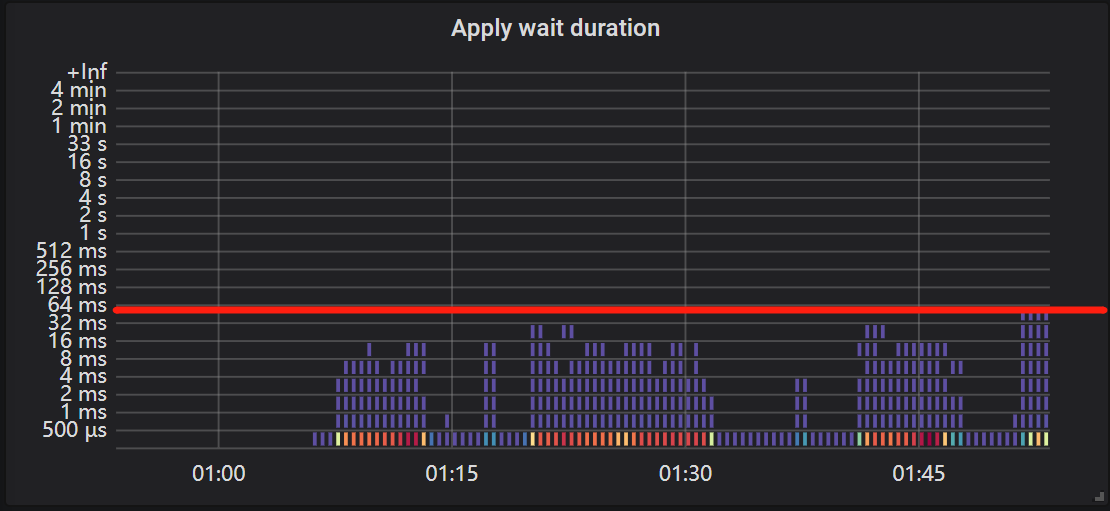 Apply wait duration
+Inf
4 min
2 min
1 min
33 s
16 s
8 s
4 s
2 s
1 s
512 ms
256 ms
128 ms
64 ms
32 ms
16 ms
8 ms
4 ms
2 ms
1 ms
500 µs
01:00 01:15 01:30 01:45